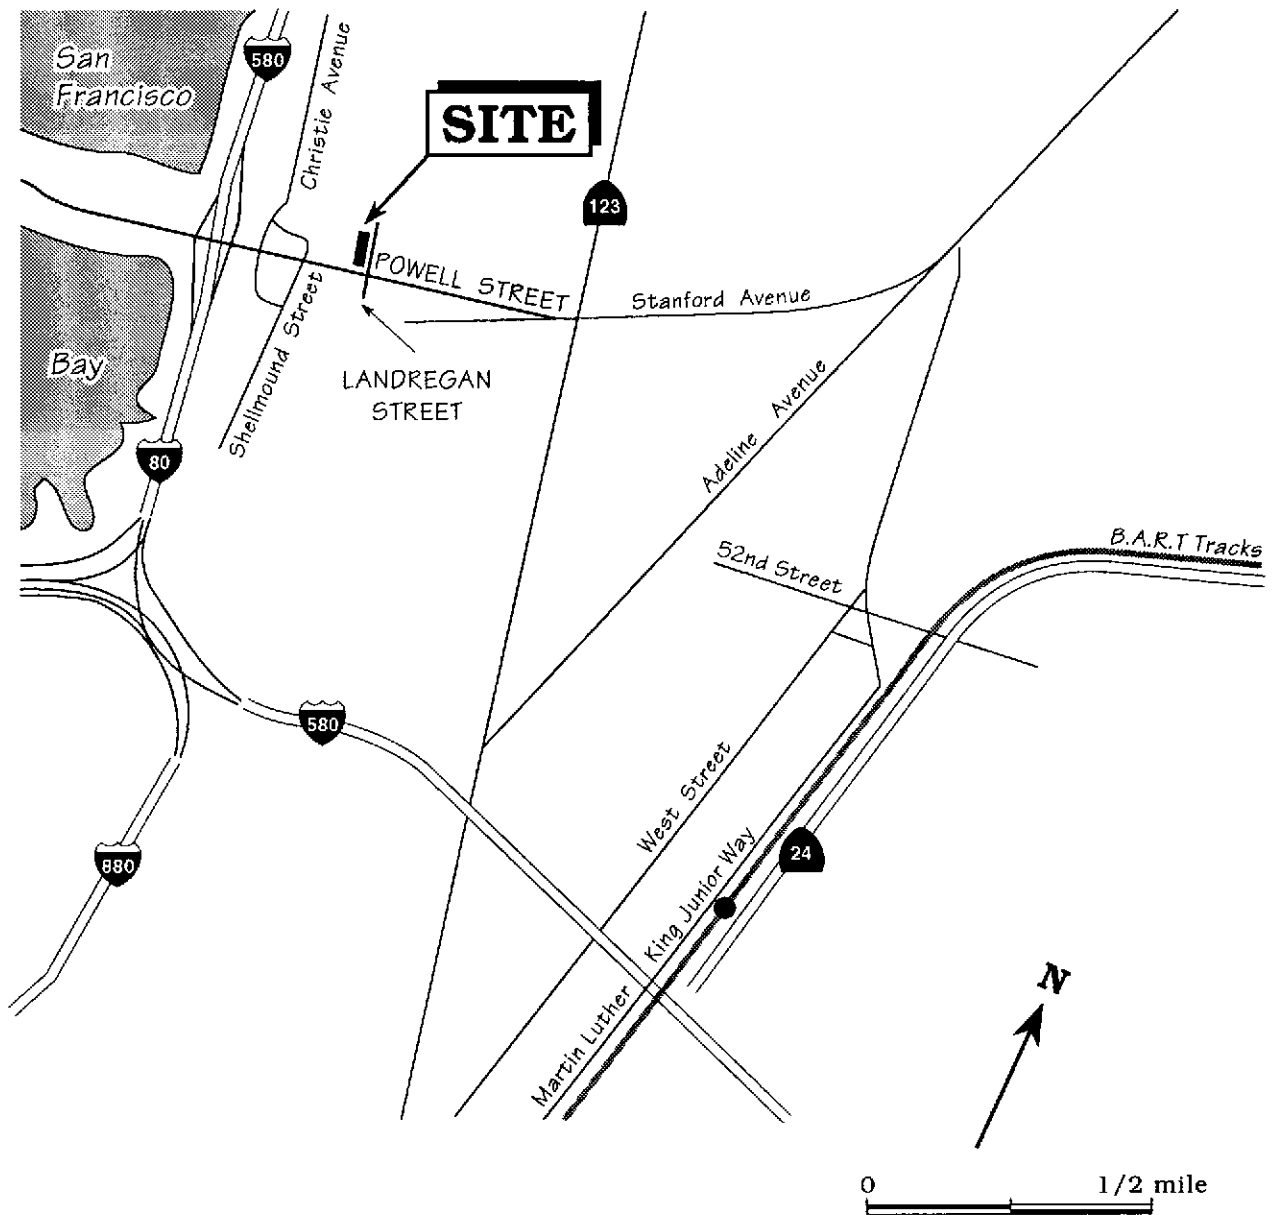 San
Francisco
580
Christie Avenue
SITE
123
POWELL STREET
Stanford Avenue
Shellmound Street
LANDREGAN
STREET
Bay
80
Adeline Avenue
52nd Street
B.A.R.T Tracks
580
West Street
880
24
Martin Luther King Junior Way
N
0 1/2 mile